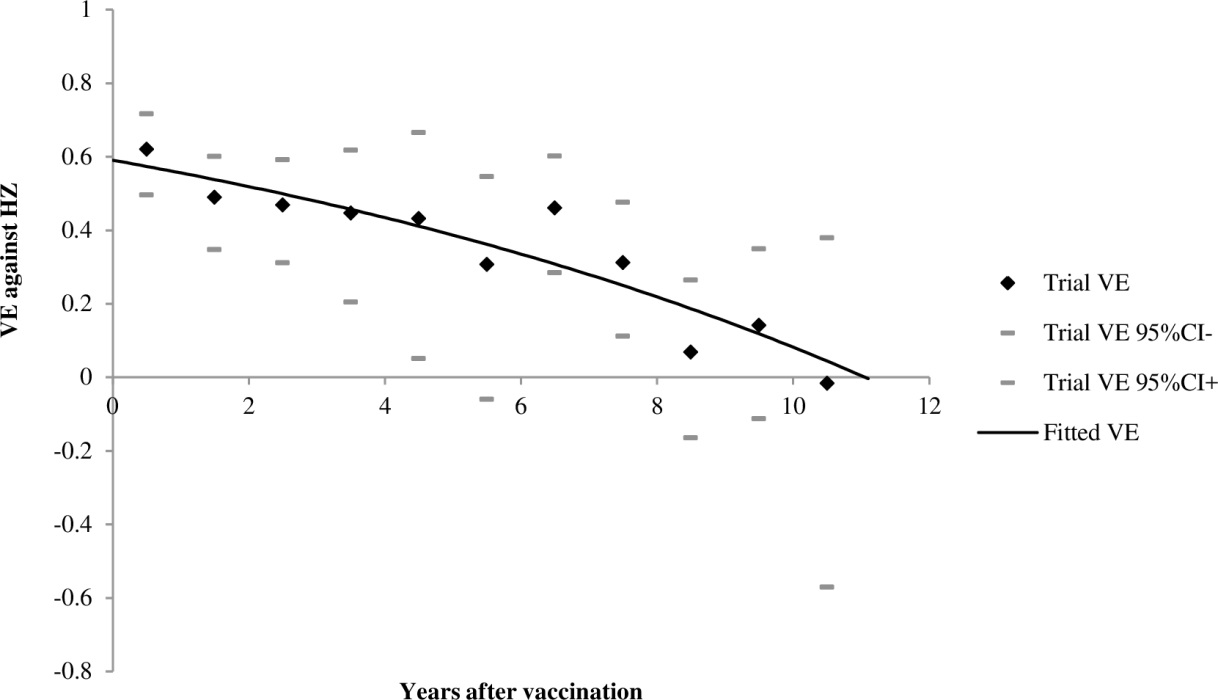 1
0.8
0.6
0.4
0.2
0
-0.2
-0.4
-0.6
-0.8
VE against HZ
0 2 4 6 8 10 12
Years after vaccination
Trial VE
Trial VE 95%CI-
Trial VE 95%CI+
Fitted VE